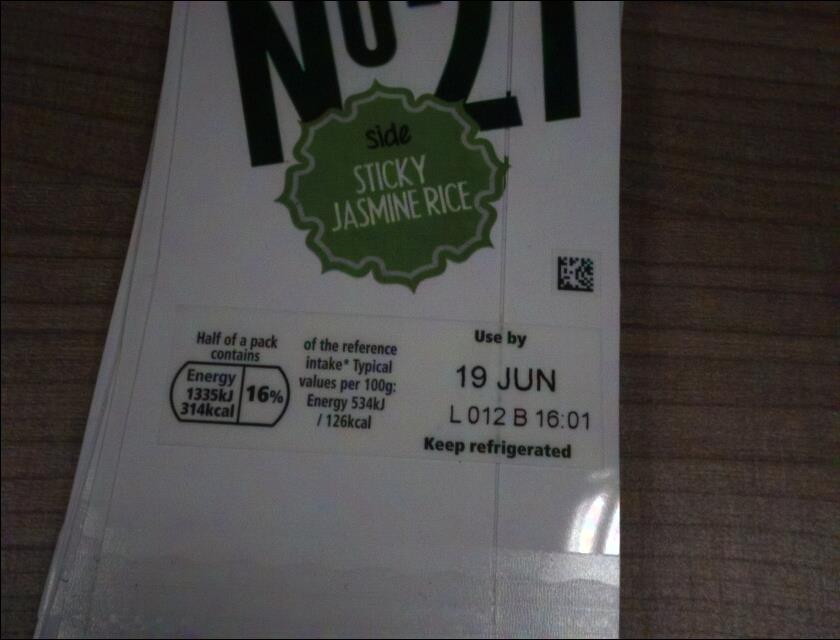 No. 21
side
STICKY
JASMINE RICE
Half of a pack
contains
Energy
1335kJ
314kcal
16%
of the reference
intake* Typical
values per 100g:
Energy 534kJ
/ 126kcal
Use by
19 JUN
L 012 B 16:01
Keep refrigerated